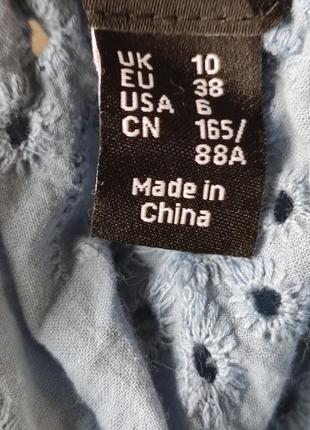 UK 10
EU 38
USA 6
CN 165/
88A
Made in
China